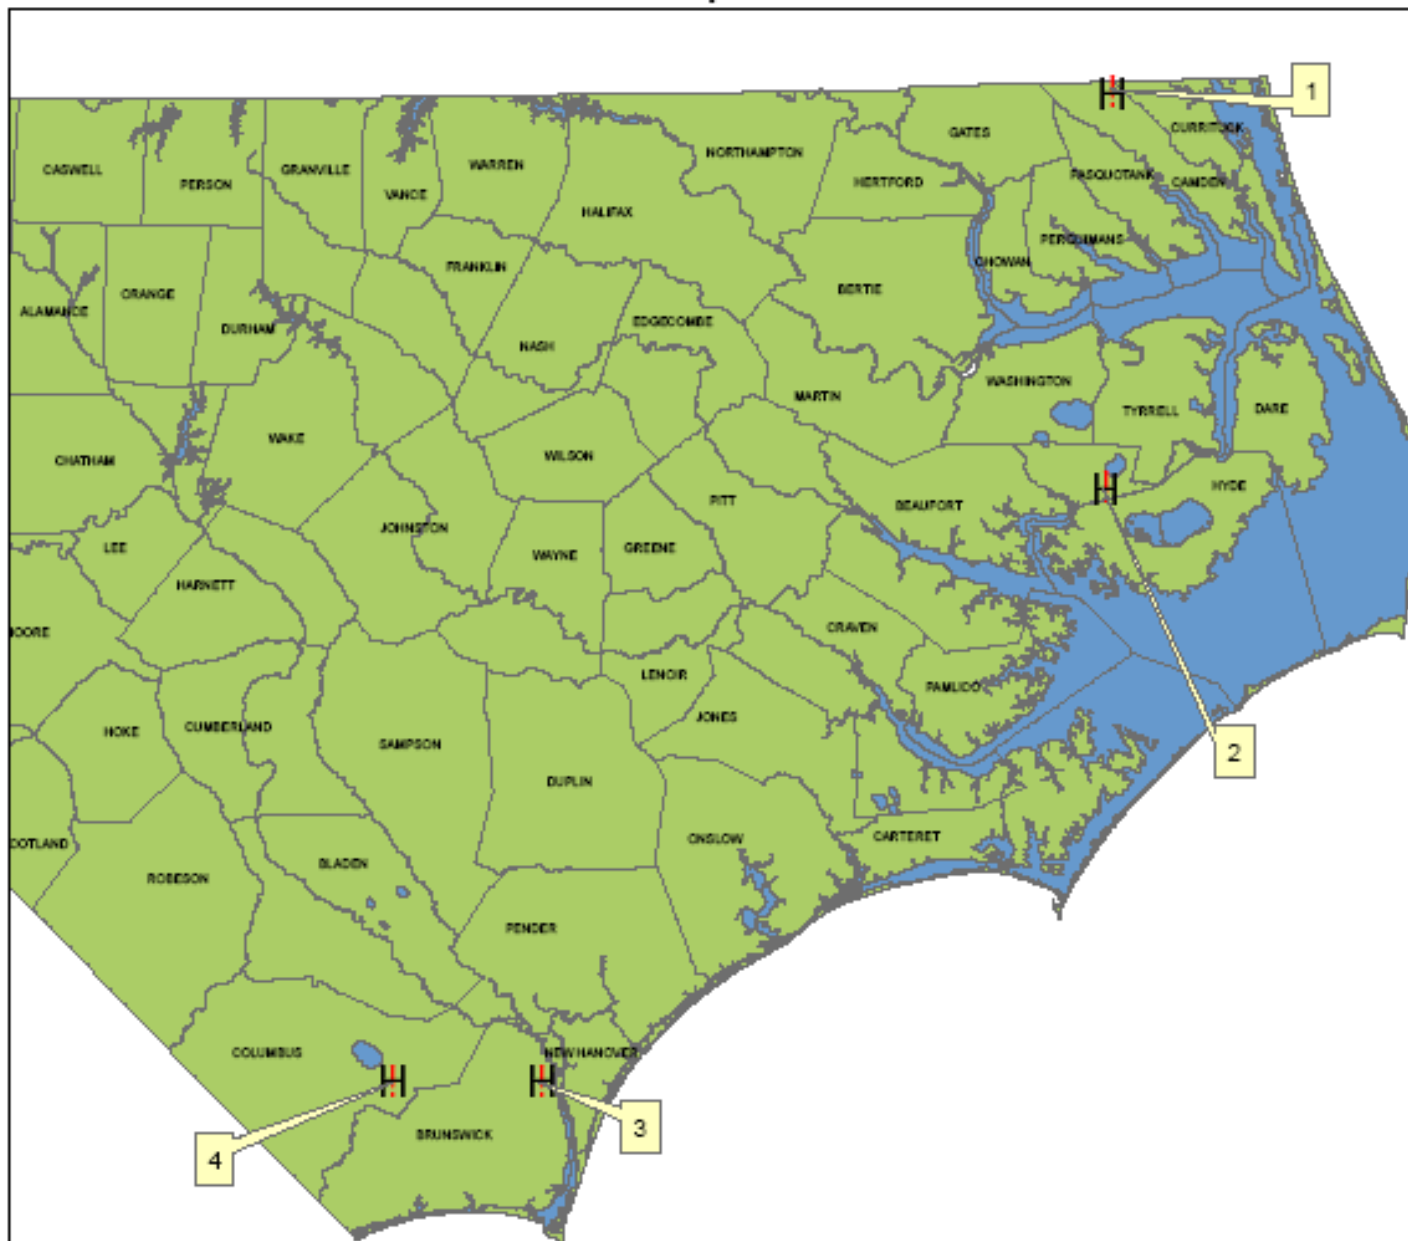 1
GATES
CURRITUCK
NORTHAMPTON
WARREN
CASWELL
GRANVILLE
PERSON
VANCE
HERTFORD
PASQUOTANK
CAMDEN
HALIFAX
PERQUIMANS
CHOWAN
FRANKLIN
BERTIE
ORANGE
ALAMANCE
EDGECOMBE
DURHAM
NASH
WASHINGTON
MARTIN
TYRRELL
DARE
WAKE
CHATHAM
WILSON
HYDE
PITT
BEAUFORT
JOHNSTON
LEE
WAYNE
GREENE
HARNETT
CRAVEN
OORE
LENOIR
PAMLICO
JONES
HOKE
CUMBERLAND
SAMPSON
2
DUPLIN
ONSLOW
CARTERET
COTLAND
BLADEN
ROBESON
PENDER
COLUMBUS
NEW HANOVER
3
BRUNSWICK
4